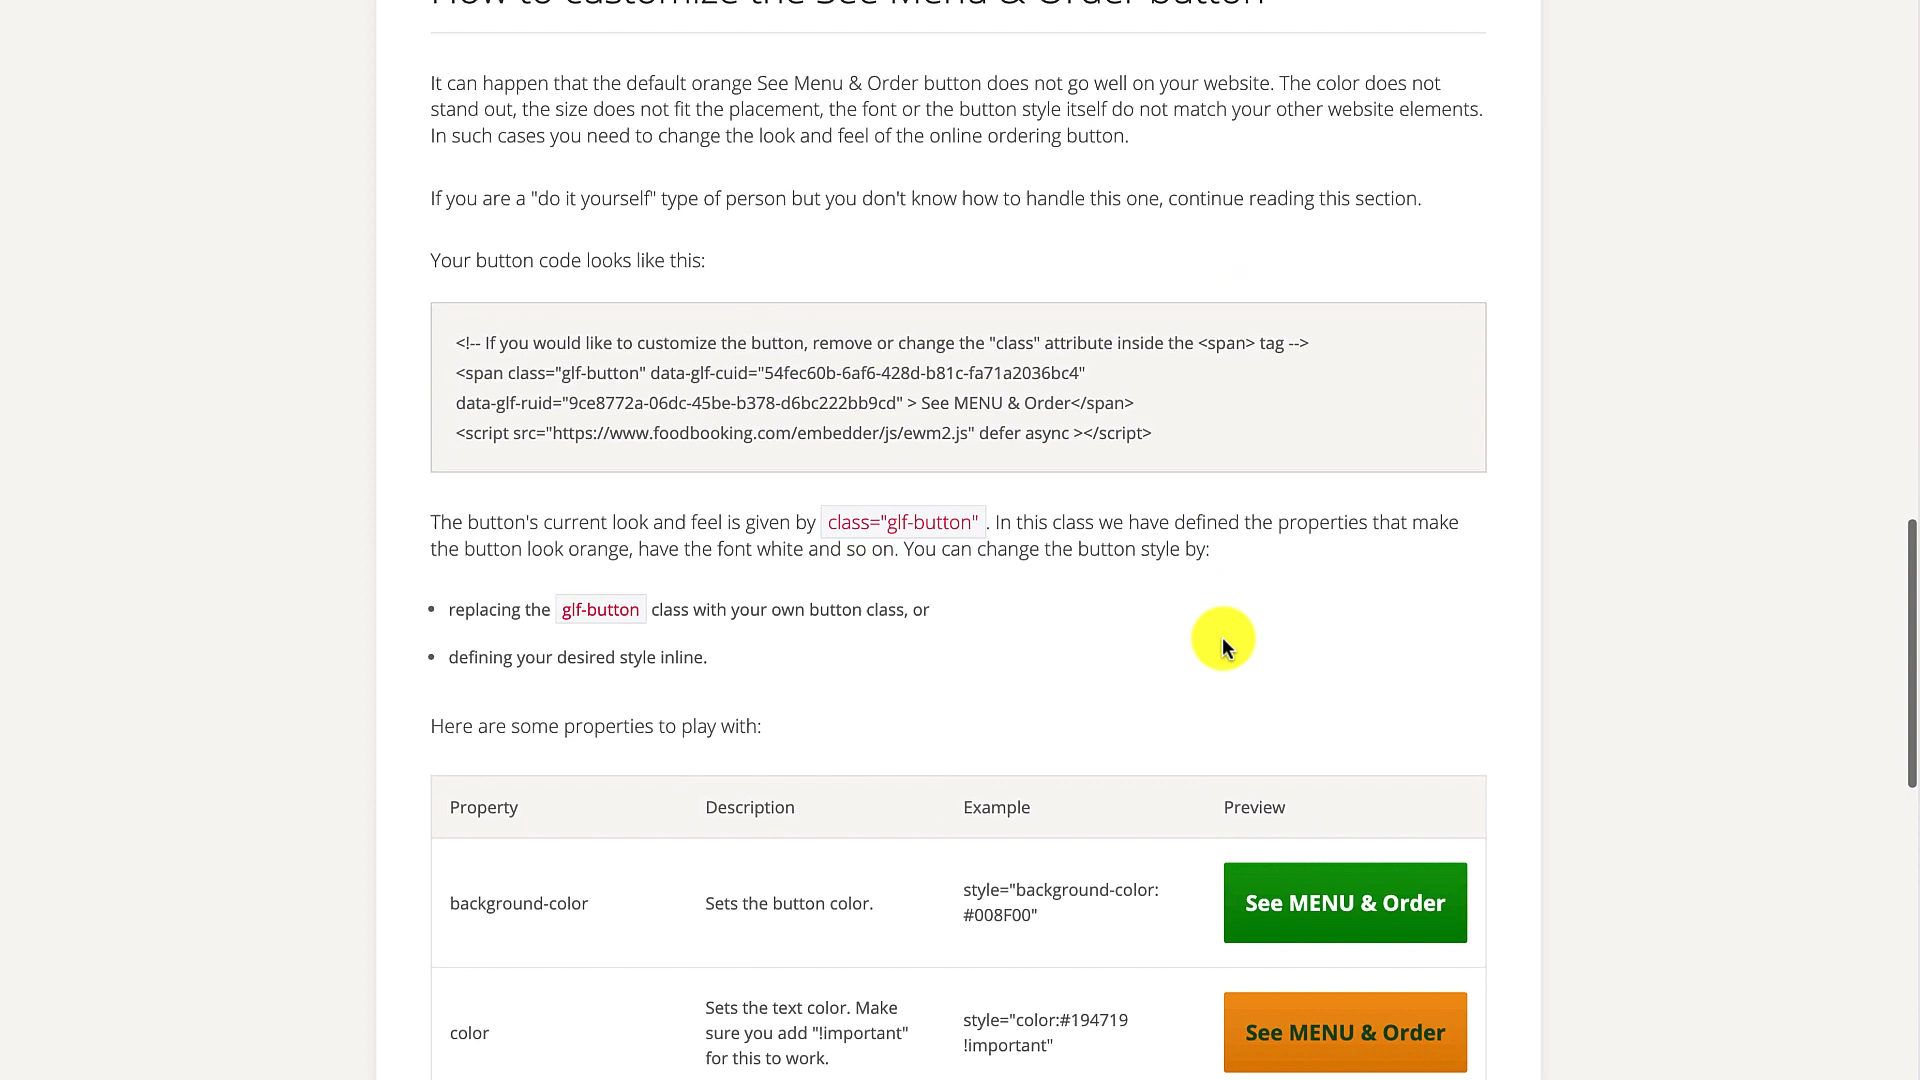 How to customize the See Menu & Order button
It can happen that the default orange See Menu & Order button does not go well on your website. The color does not
stand out, the size does not fit the placement, the font or the button style itself do not match your other website elements.
In such cases you need to change the look and feel of the online ordering button.
If you are a "do it yourself" type of person but you don't know how to handle this one, continue reading this section.
Your button code looks like this:
<!-- If you would like to customize the button, remove or change the "class" attribute inside the <span> tag -->
<span class="glf-button" data-glf-cuid="54fec60b-6af6-428d-b81c-fa71a2036bc4"
data-glf-ruid="9ce8772a-06dc-45be-b378-d6bc222bb9cd" > See MENU & Order</span>
<script src="https://www.foodbooking.com/embedder/js/ewm2.js" defer async ></script>
The button's current look and feel is given by class="glf-button" . In this class we have defined the properties that make
the button look orange, have the font white and so on. You can change the button style by:
• replacing the glf-button class with your own button class, or
• defining your desired style inline.
Here are some properties to play with:
Property Description Example Preview
background-color Sets the button color. style="background-color:
#008F00" See MENU & Order
color Sets the text color. Make
sure you add "!important"
for this to work. style="color:#194719
!important" See MENU & Order